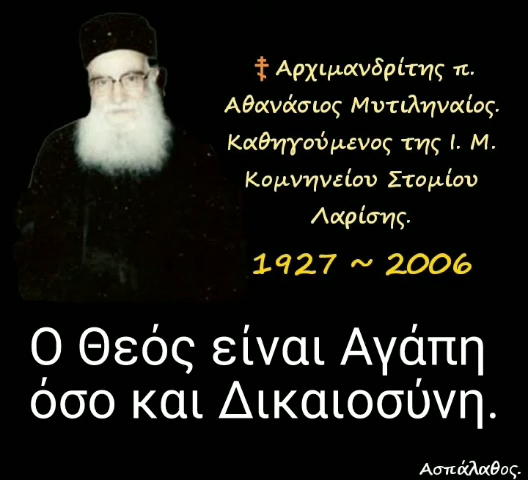 ‡ Αρχιμανδρίτης π.
Αθανάσιος Μυτιληναίος.
Καθηγούμενος της Ι. Μ.
Κομνηνείου Στομίου
Λαρίσης.
1927 ~ 2006
Ο Θεός είναι Αγάπη
όσο και Δικαιοσύνη.
Ασπάλαθος.